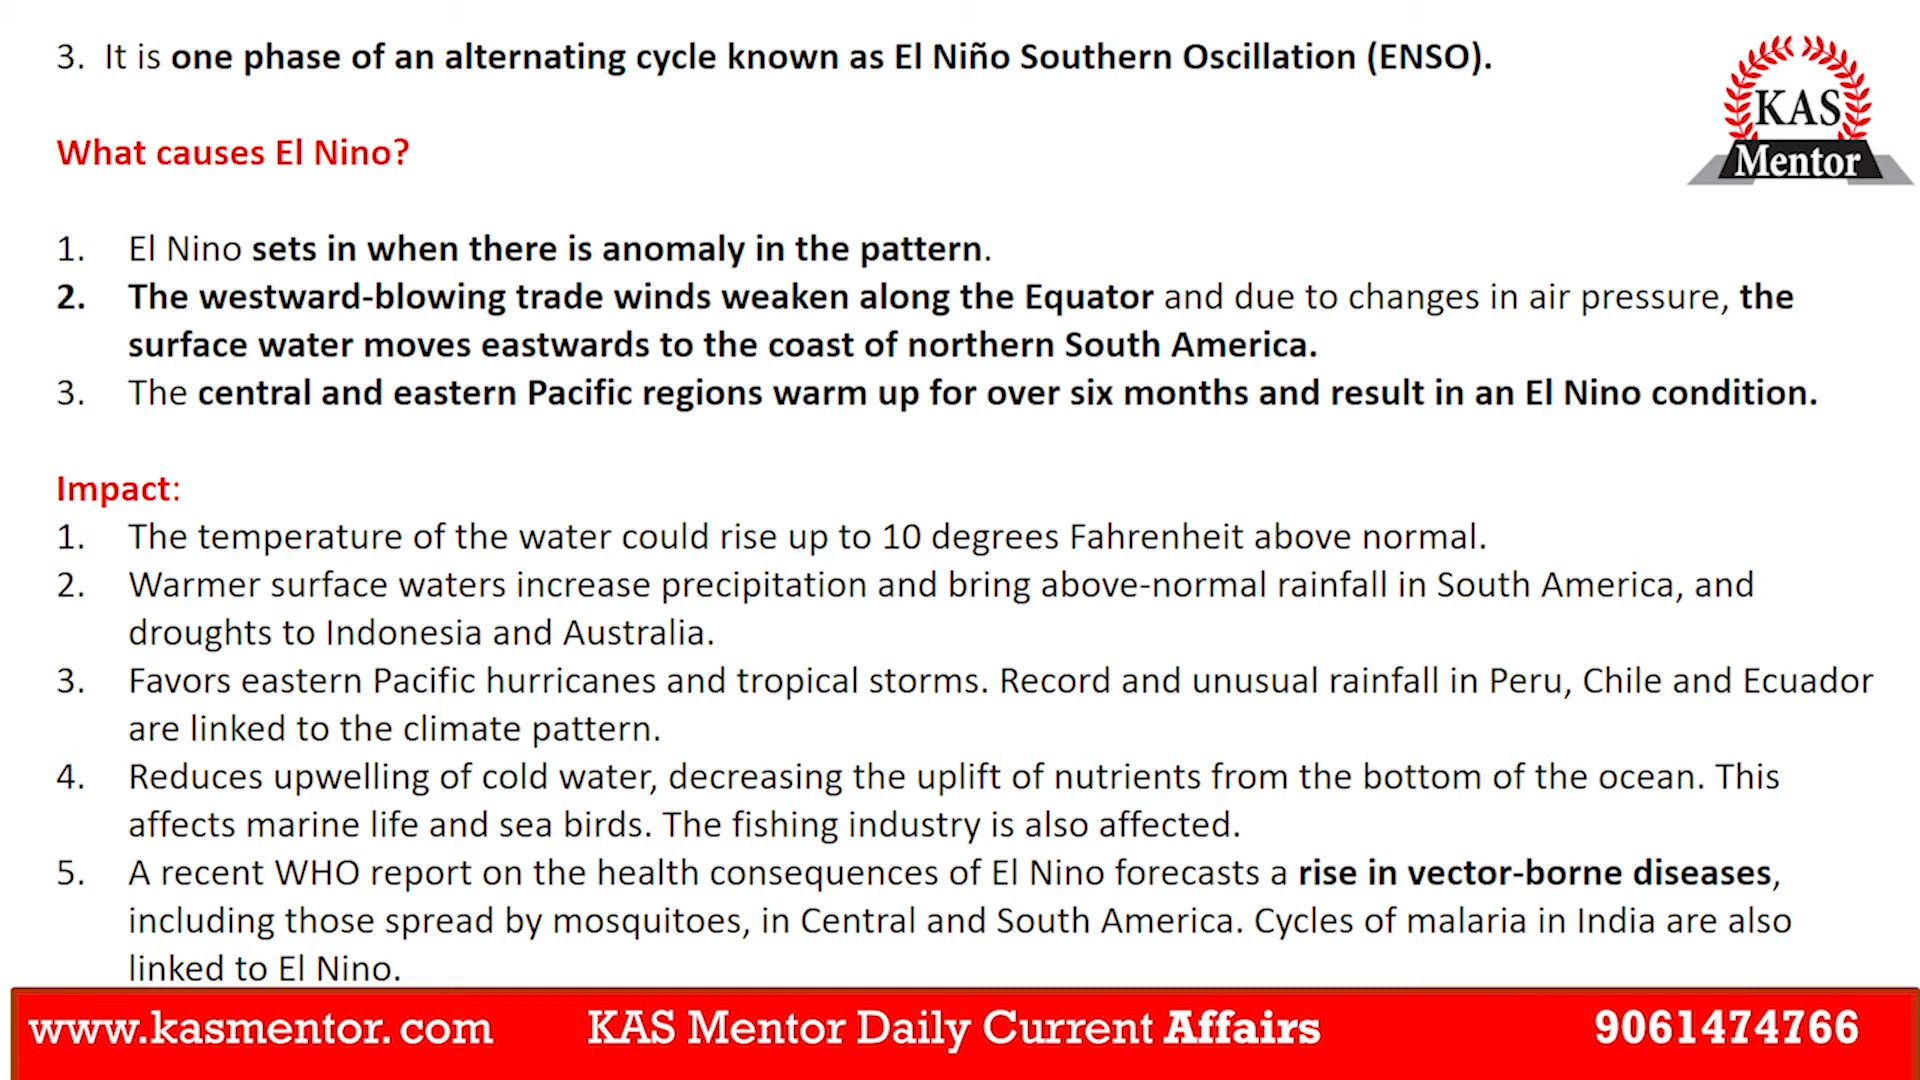 3. It is one phase of an alternating cycle known as El Niño Southern Oscillation (ENSO).
KAS
Mentor
What causes El Nino?
1. El Nino sets in when there is anomaly in the pattern.
2. The westward-blowing trade winds weaken along the Equator and due to changes in air pressure, the
surface water moves eastwards to the coast of northern South America.
3. The central and eastern Pacific regions warm up for over six months and result in an El Nino condition.
Impact:
1. The temperature of the water could rise up to 10 degrees Fahrenheit above normal.
2. Warmer surface waters increase precipitation and bring above-normal rainfall in South America, and
droughts to Indonesia and Australia.
3. Favors eastern Pacific hurricanes and tropical storms. Record and unusual rainfall in Peru, Chile and Ecuador
are linked to the climate pattern.
4. Reduces upwelling of cold water, decreasing the uplift of nutrients from the bottom of the ocean. This
affects marine life and sea birds. The fishing industry is also affected.
5. A recent WHO report on the health consequences of El Nino forecasts a rise in vector-borne diseases,
including those spread by mosquitoes, in Central and South America. Cycles of malaria in India are also
linked to El Nino.
www.kasmentor.com KAS Mentor Daily Current Affairs 9061474766